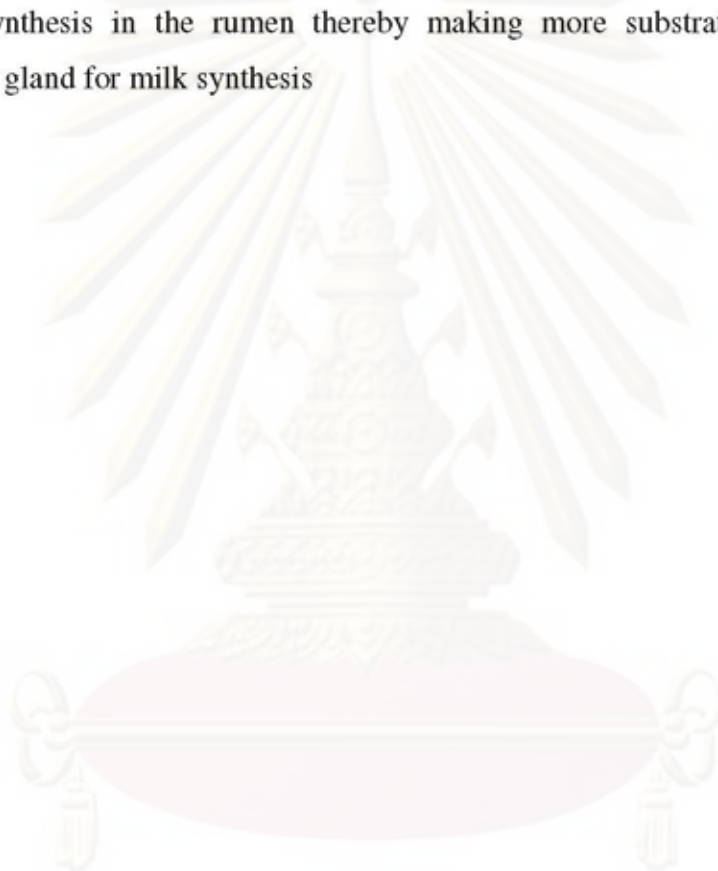 ynthesis in the rumen thereby making more substrat
gland for milk synthesis